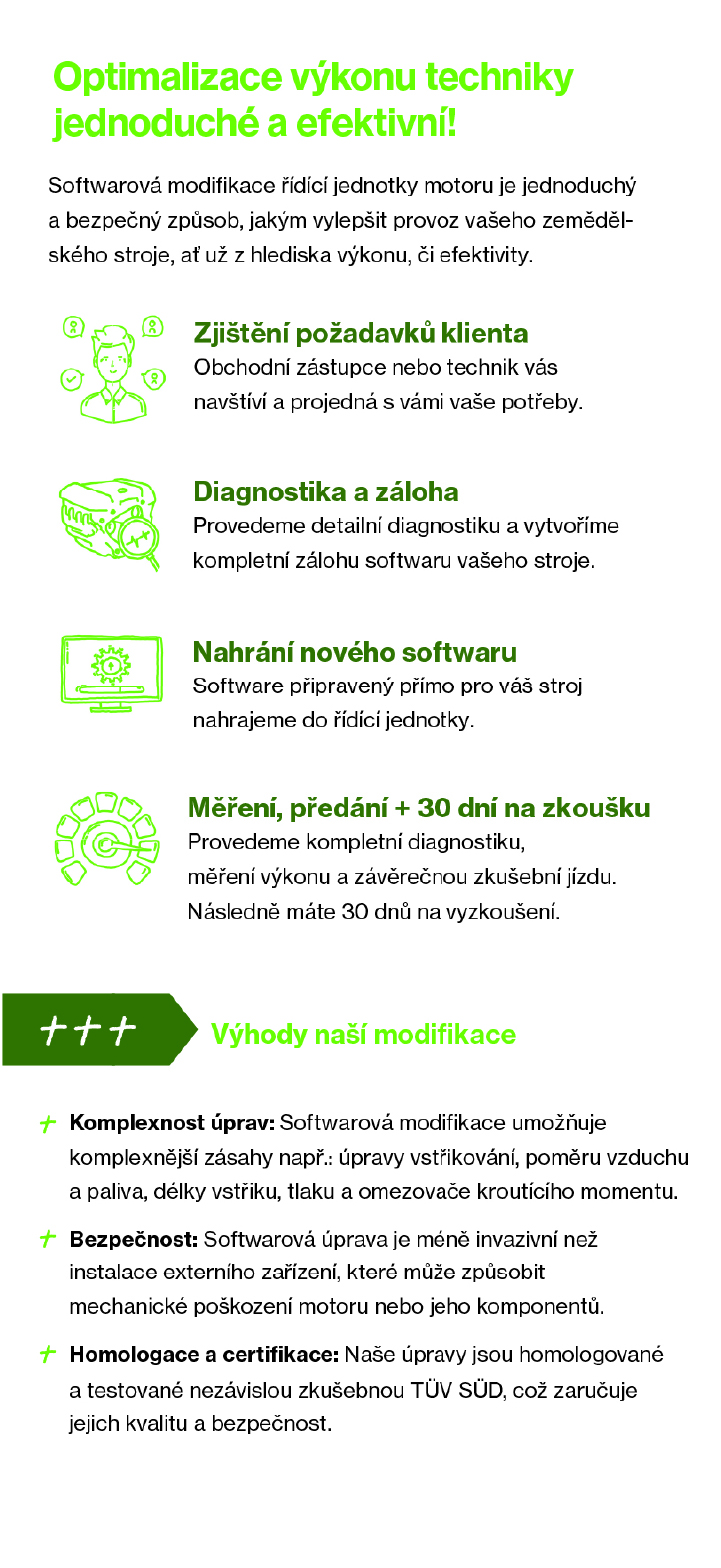 Optimalizace výkonu techniky
jednoduché a efektivní!
Softwarová modifikace řídící jednotky motoru je jednoduchý
a bezpečný způsob, jakým vylepšit provoz vašeho zeměděl-
ského stroje, ať už z hlediska výkonu, či efektivity.
Zjištění požadavků klienta
Obchodní zástupce nebo technik vás
navštíví a projedná s vámi vaše potřeby.
Diagnostika a záloha
Provedeme detailní diagnostiku a vytvoříme
kompletní zálohu softwaru vašeho stroje.
Nahrání nového softwaru
Software připravený přímo pro váš stroj
nahrajeme do řídící jednotky.
Měření, předání + 30 dní na zkoušku
Provedeme kompletní diagnostiku,
měření výkonu a závěrečnou zkušební jízdu.
Následně máte 30 dnů na vyzkoušení.
+++ Výhody naší modifikace
+ Komplexnost úprav: Softwarová modifikace umožňuje
komplexnější zásahy např.: úpravy vstřikování, poměru vzduchu
a paliva, délky vstřiku, tlaku a omezovače kroutícího momentu.
+ Bezpečnost: Softwarová úprava je méně invazivní než
instalace externího zařízení, které může způsobit
mechanické poškození motoru nebo jeho komponentů.
+ Homologace a certifikace: Naše úpravy jsou homologované
a testované nezávislou zkušebnou TÜV SÜD, což zaručuje
jejich kvalitu a bezpečnost.